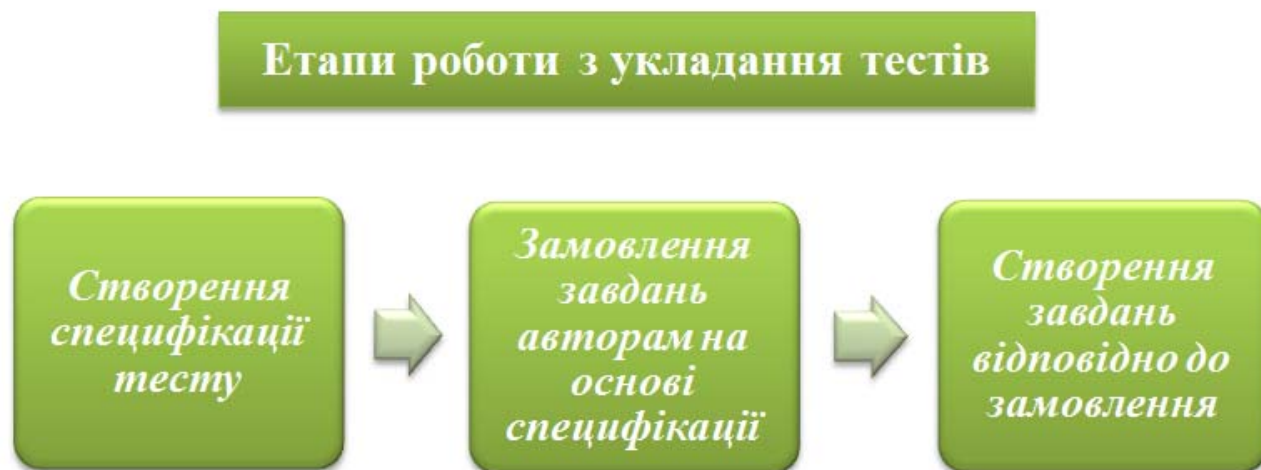 Етапи роботи з укладання тестів
Створення
специфікації
тесту
Замовлення
завдань
авторам на
основі
специфікації
Створення
завдань
відповідно до
замовлення